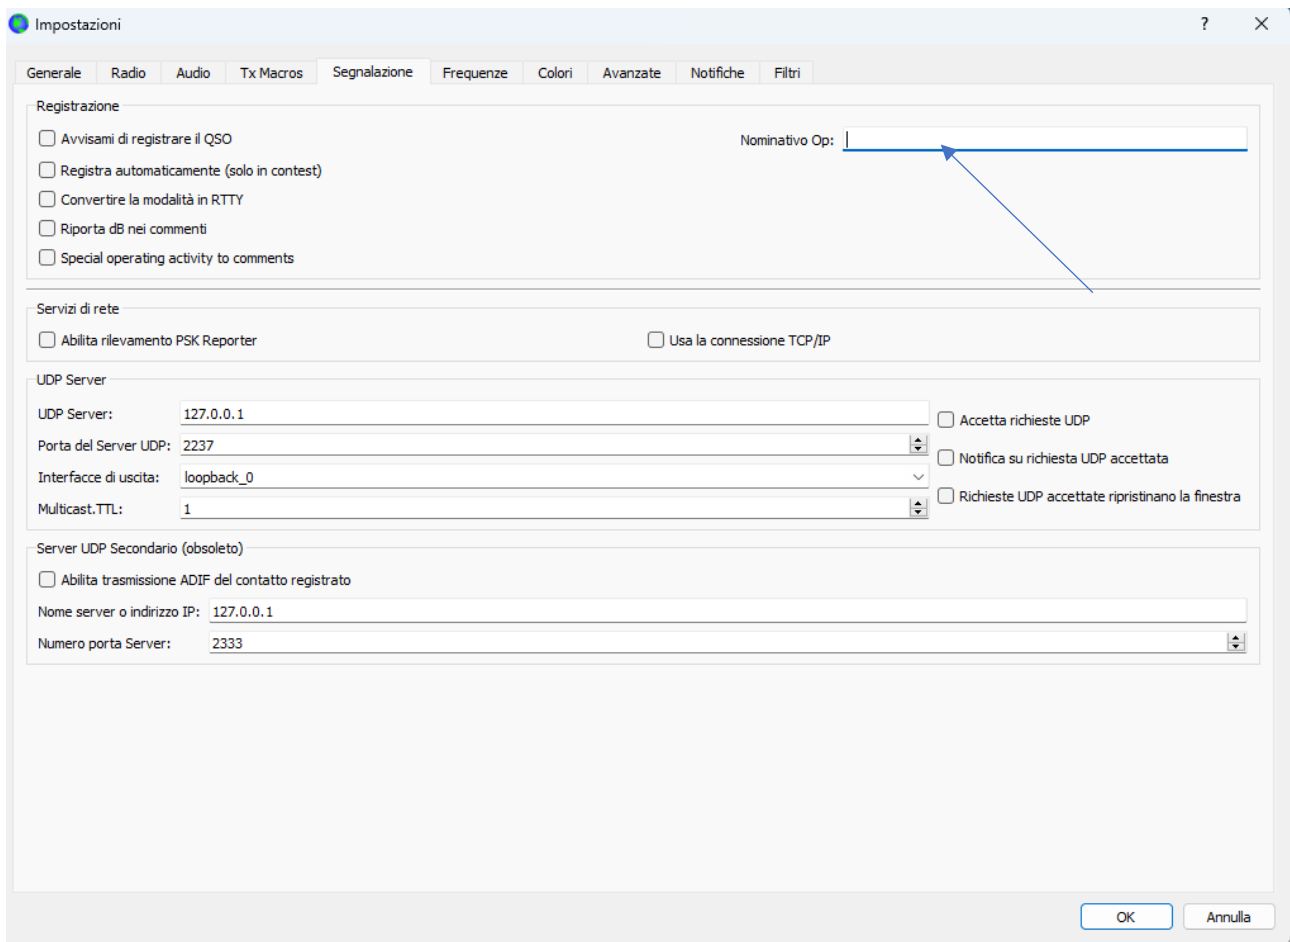 Impostazioni ?
Generale Radio Audio Tx Macros Segnalazione Frequenze Colori Avanzate Notifiche Filtri
Registrazione
Avvisami di registrare il QSO
Nominativo Op:
Registra automaticamente (solo in contest)
Convertire la modalità in RTTY
Riporta dB nei commenti
Special operating activity to comments
Servizi di rete
Abilita rilevamento PSK Reporter
Usa la connessione TCP/IP
UDP Server
UDP Server: 127.0.0.1
Porta del Server UDP: 2237
Interfacce di uscita: loopback_0
Multicast.TTL: 1
Accetta richieste UDP
Notifica su richiesta UDP accettata
Richieste UDP accettate ripristinano la finestra
Server UDP Secondario (obsoleto)
Abilita trasmissione ADIF del contatto registrato
Nome server o indirizzo IP: 127.0.0.1
Numero porta Server: 2333
OK Annulla